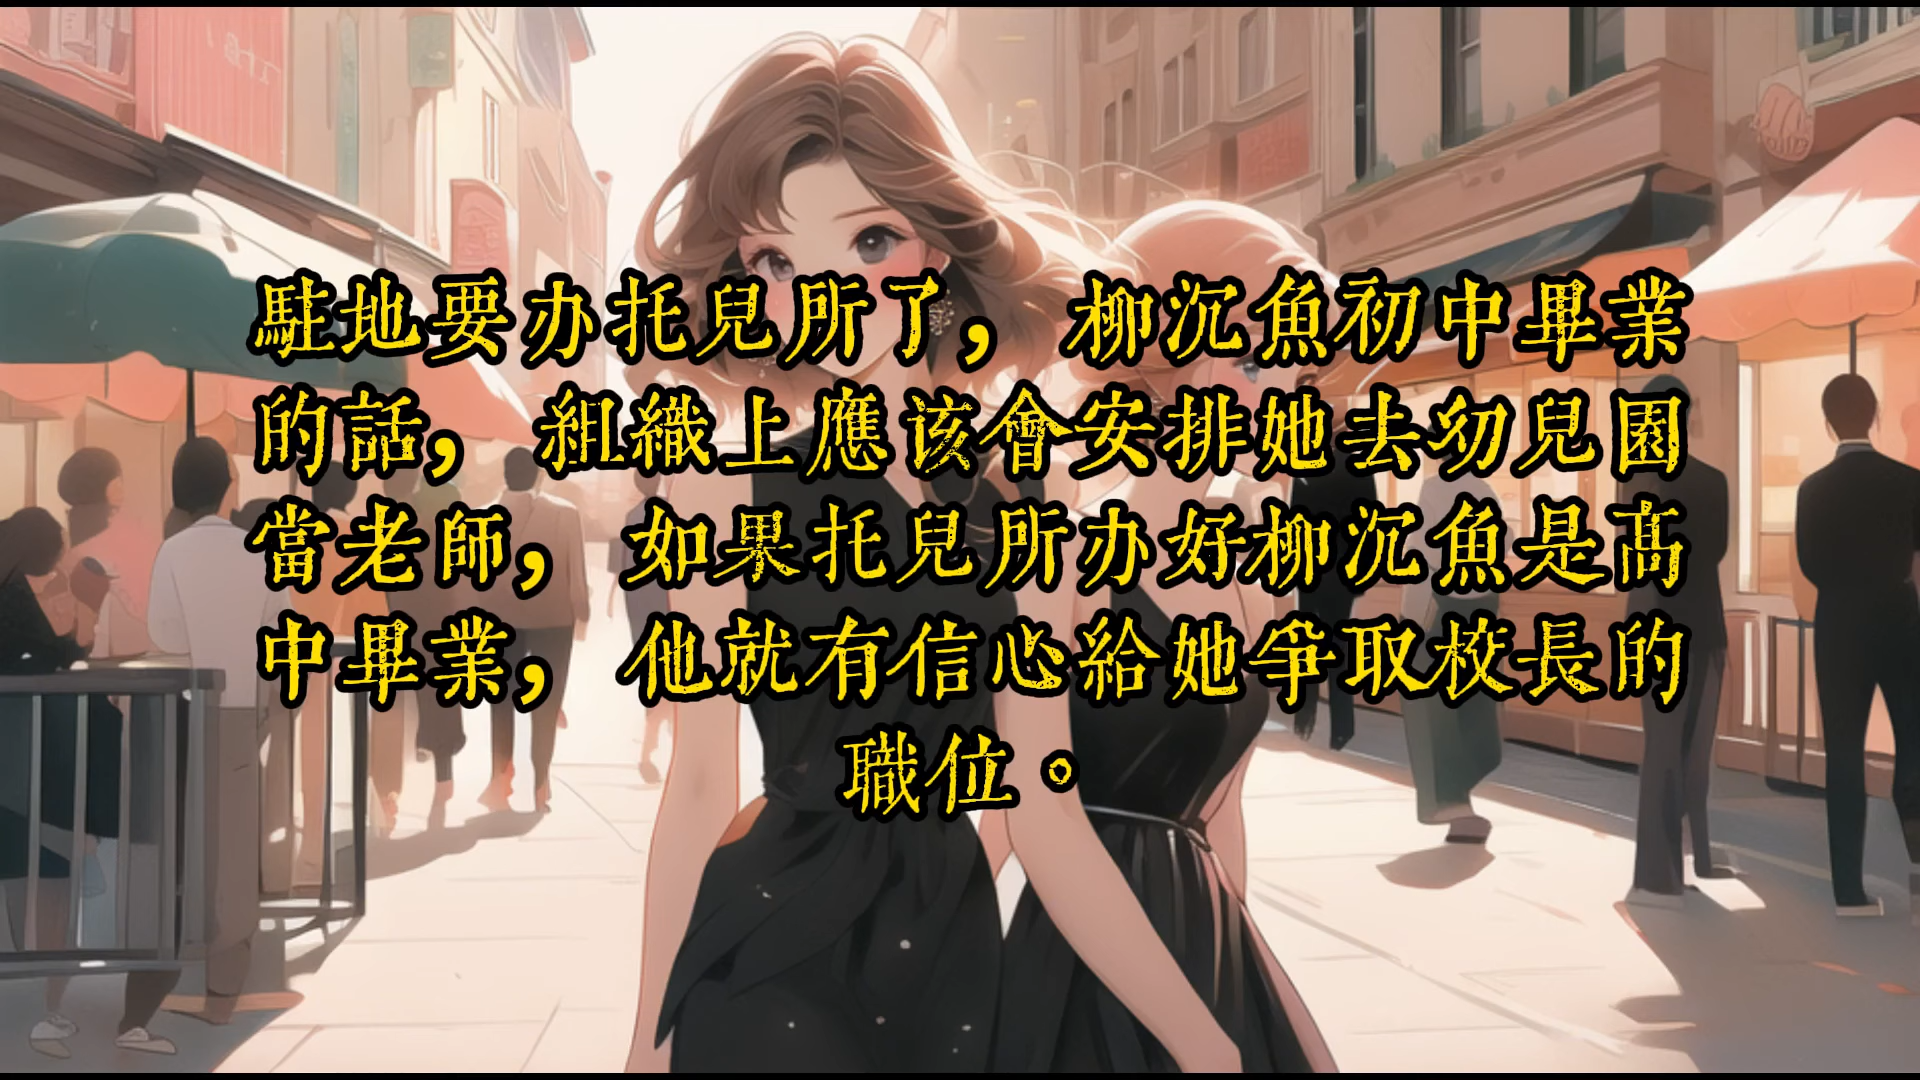 駐地要办托兒所了，柳沉魚初中畢業
的話，組織上應该會安排她去幼兒園
當老師，如果托兒所办好柳沉魚是高
中畢業，他就有信心給她爭取校長的
職位。